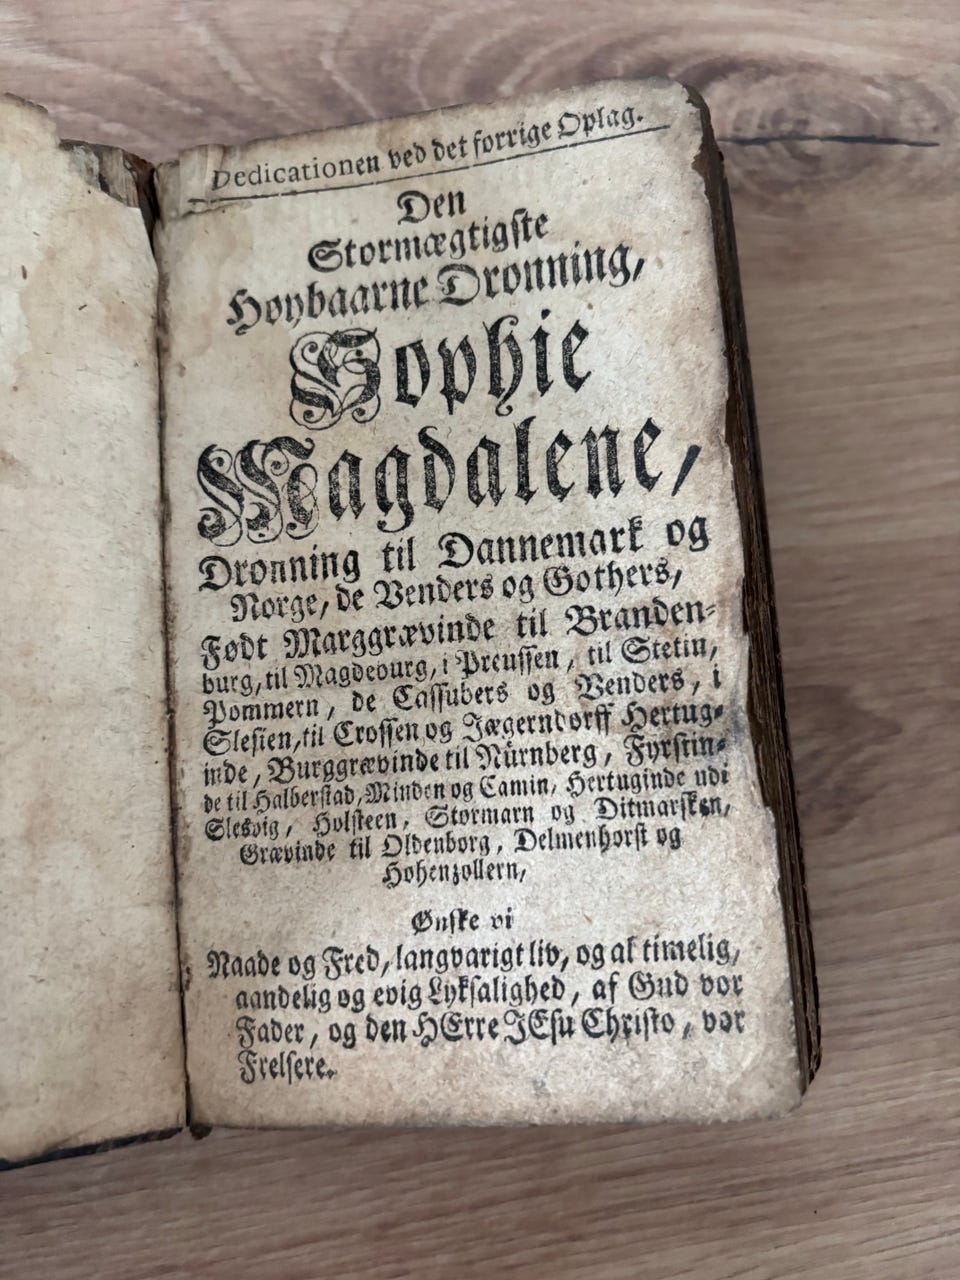 Dedicationen ved det forrige Oplag.
Den
Stormægtigste
Høybaarne Dronning,
Sophie
Magdalene,
Dronning til Dannemark og
Norge, de Venders og Gothers,
Født Marggrævinde til Branden-
burg, til Magdeburg, i Preussen, til Stetin,
Pommern, de Cassubers og Venders, i
Slesien, til Crossen og Jægerndorff Hertug-
inde, Burggrævinde til Nürnberg, Fyrstin-
de til Halberstad, Minden og Camin, Hertuginde udi
Slesvig, Holsteen, Stormarn og Ditmarsken,
Grævinde til Oldenborg, Delmenhorst og
Hohenzollern,
Ønske vi
Naade og Fred, langvarigt liv, og al timelig,
aandelig og evig Lyksalighed, af Gud vor
Fader, og den HErre JEsu Christo, vor
Frelsere.